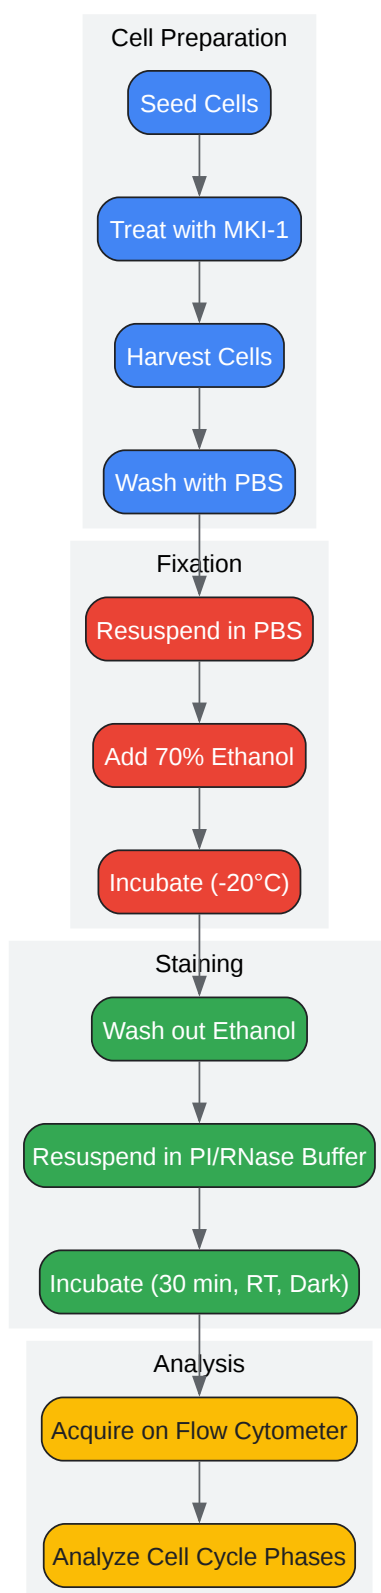 Cell Preparation
Seed Cells
Treat with MKI-1
Harvest Cells
Wash with PBS
Fixation
Resuspend in PBS
Add 70% Ethanol
Incubate (-20°C)
Staining
Wash out Ethanol
Resuspend in PI/RNase Buffer
Incubate (30 min, RT, Dark)
Analysis
Acquire on Flow Cytometer
Analyze Cell Cycle Phases